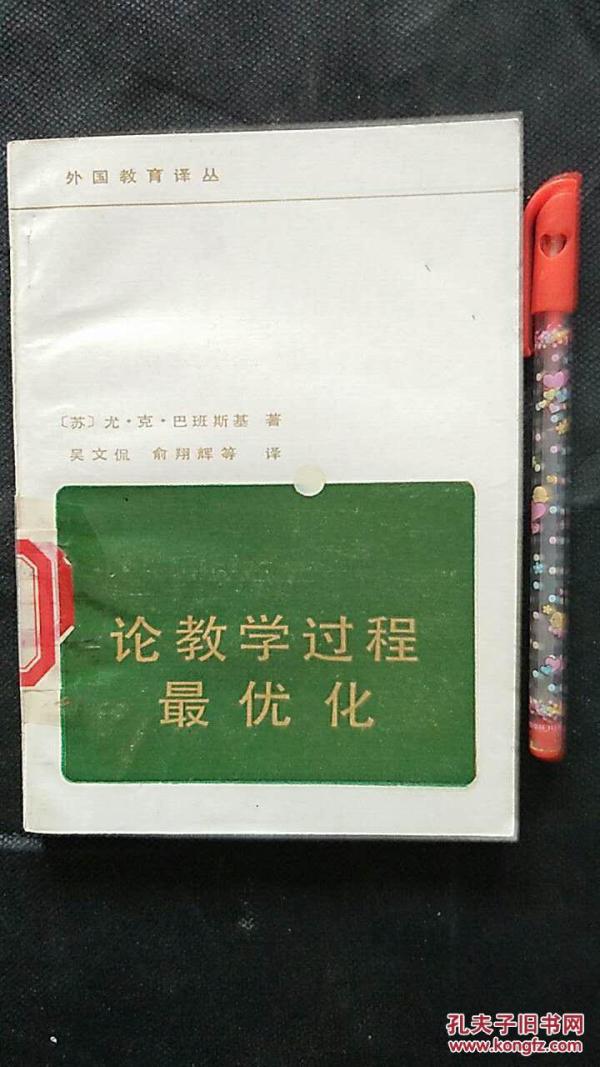 外国教育译丛
〔苏〕尤·克·巴班斯基 著
吴文侃 俞翔辉等 译
论教学过程
最优化
孔夫子旧书网
www.kongfz.com